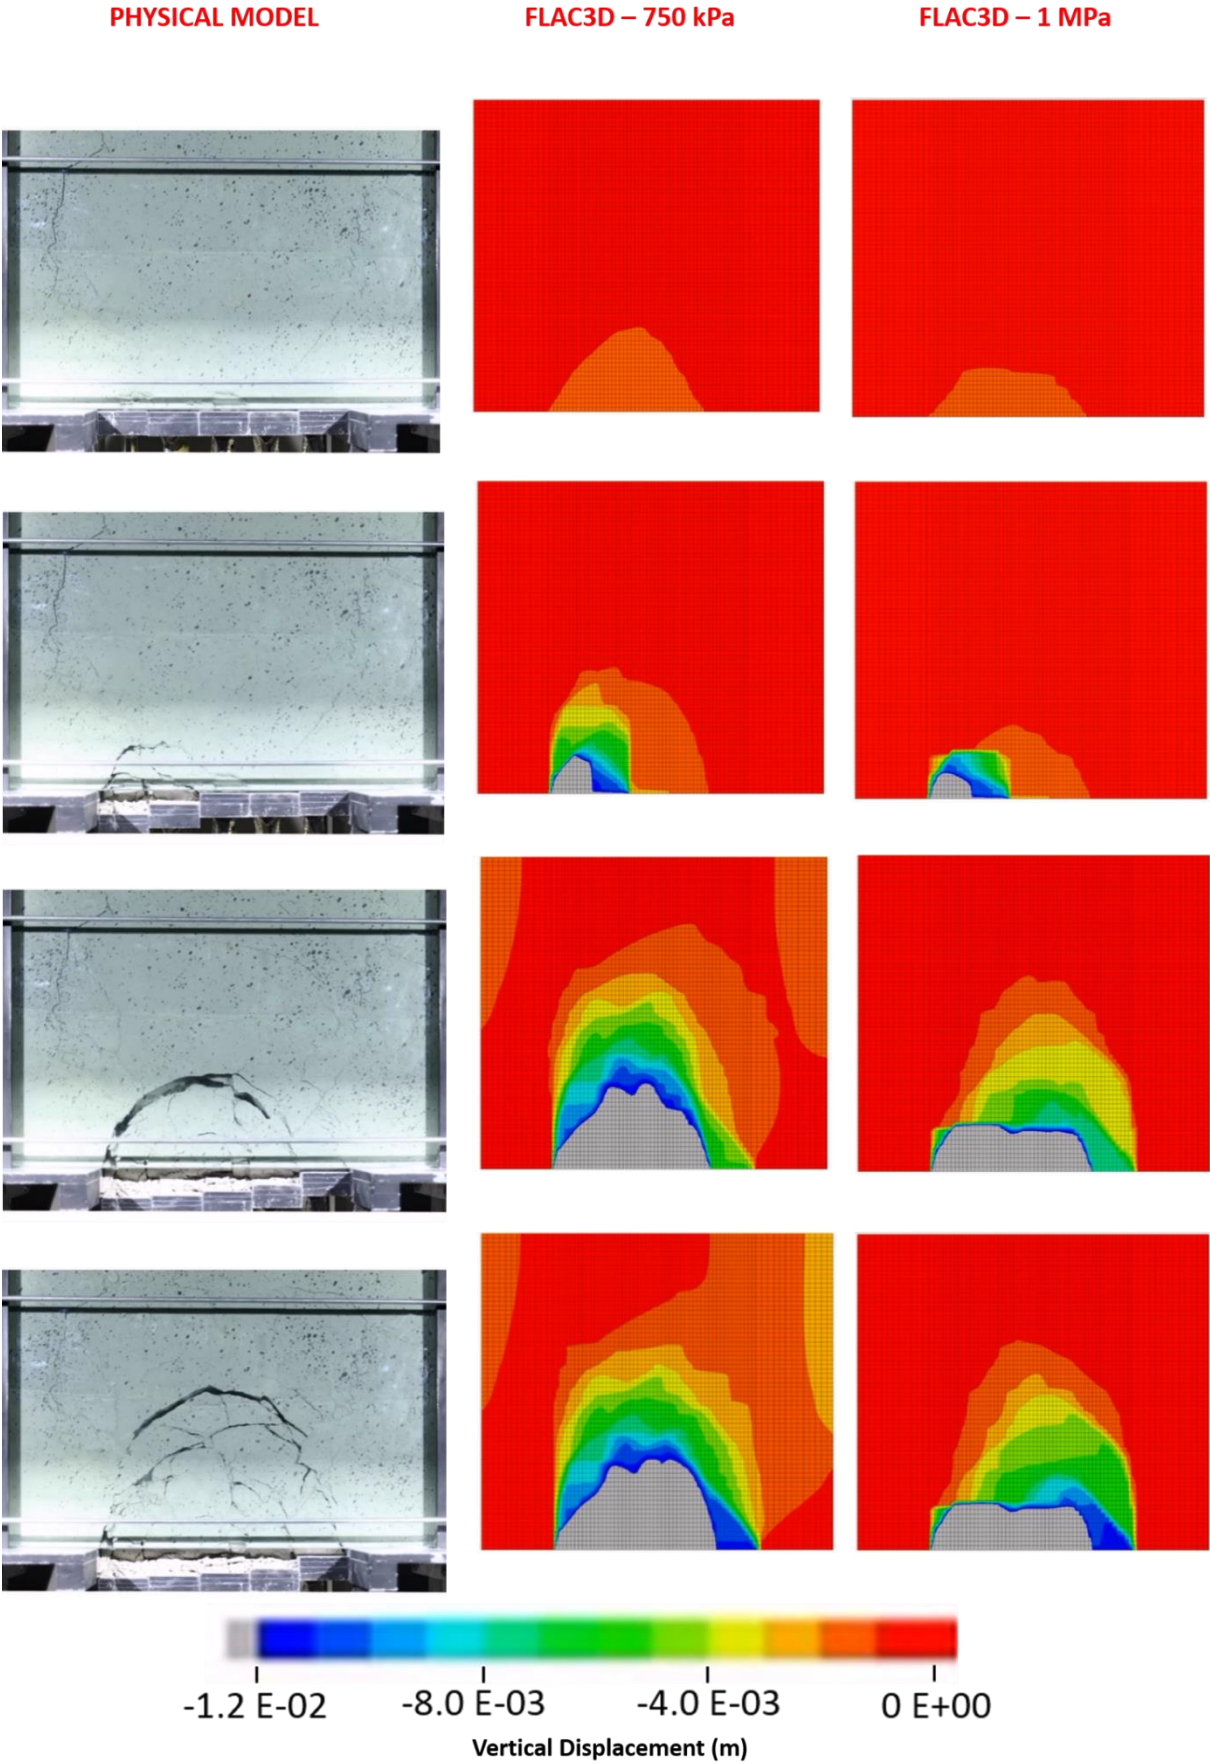 PHYSICAL MODEL FLAC3D – 750 kPa FLAC3D – 1 MPa
-1.2 E-02 -8.0 E-03 -4.0 E-03 0 E+00
Vertical Displacement (m)